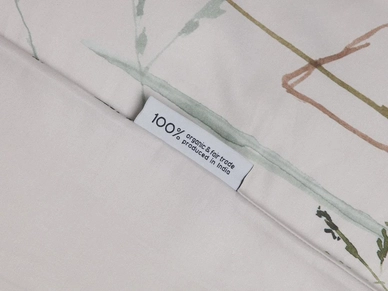 100% organic & fair trade
produced in india